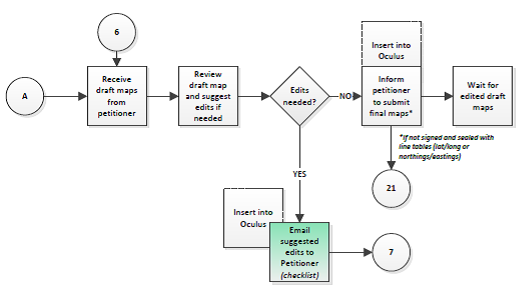 6
A
Receive
draft maps
from
petitioner
Review
draft map
and suggest
edits if
needed
Edits
needed?
NO
Insert into
Oculus
Inform
petitioner
to submit
final maps*
Wait for
edited draft
maps
*If not signed and sealed with
line tables (lat/long or
northings/eastings)
21
YES
Insert into
Oculus
Email
suggested
edits to
Petitioner
(checklist)
7